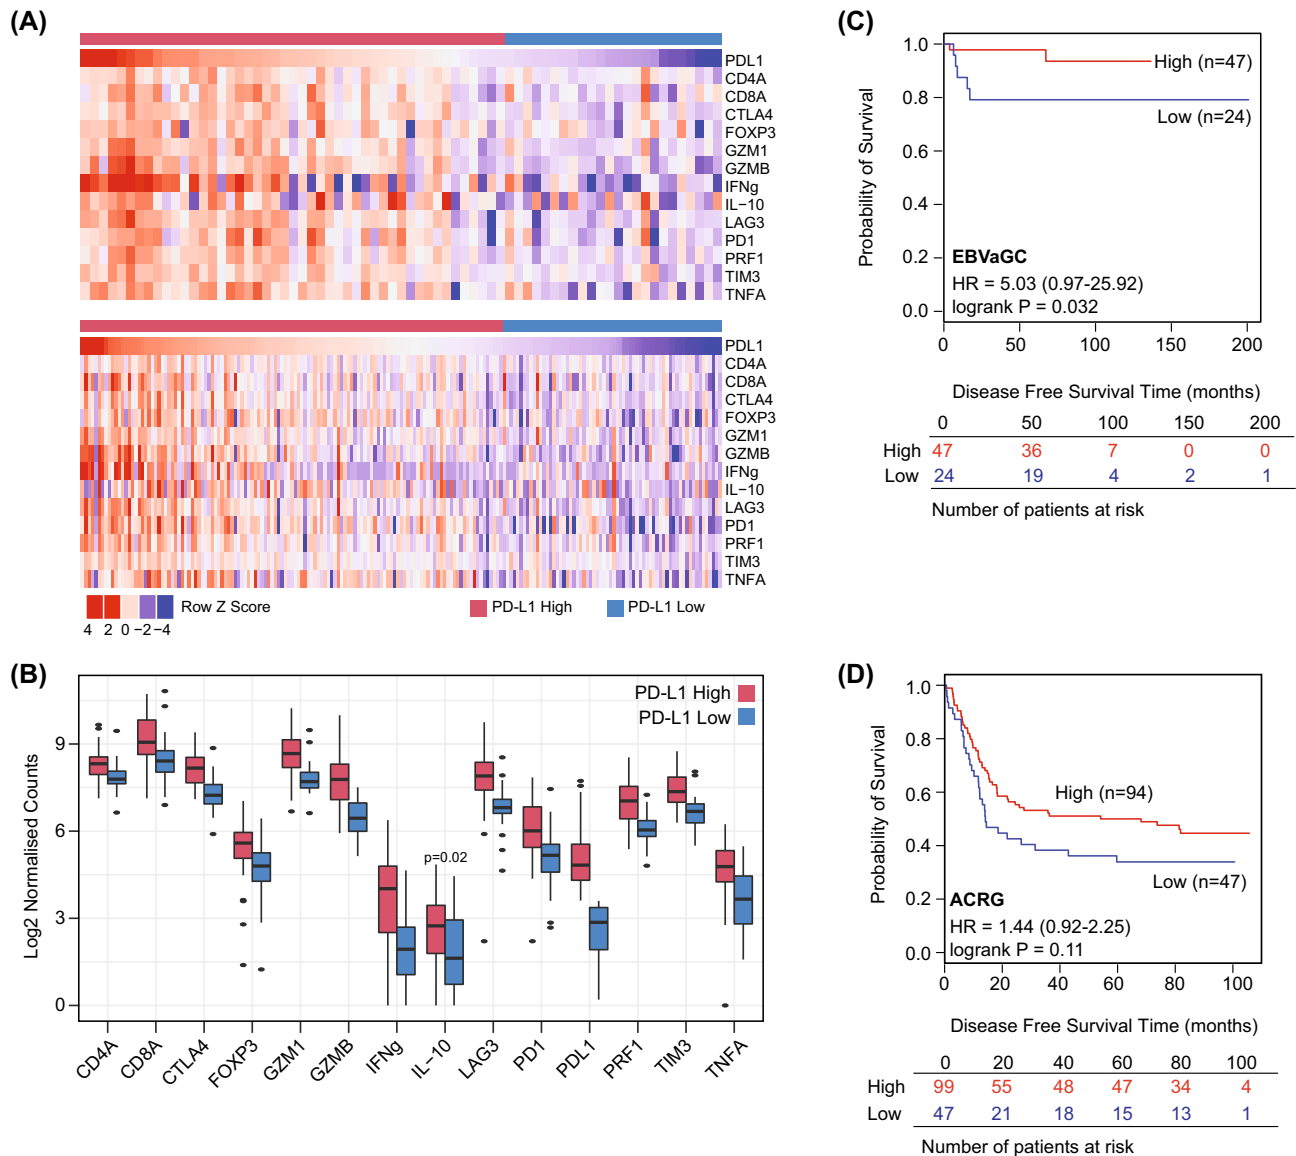 (A)
PDL1
CD4A
CD8A
CTLA4
FOXP3
GZM1
GZMB
IFNg
IL−10
LAG3
PD1
PRF1
TIM3
TNFA
PDL1
CD4A
CD8A
CTLA4
FOXP3
GZM1
GZMB
IFNg
IL−10
LAG3
PD1
PRF1
TIM3
TNFA
Row Z Score
4 2 0 −2 −4
PD-L1 High
PD-L1 Low
(B)
PD-L1 High
PD-L1 Low
Log2 Normalised Counts
9
6
3
0
p=0.02
CD4A CD8A CTLA4 FOXP3 GZM1 GZMB IFNg IL−10 LAG3 PD1 PDL1 PRF1 TIM3 TNFA
(C)
Probability of Survival
1.0
0.8
0.6
0.4
0.2
0.0
High (n=47)
Low (n=24)
EBVaGC
HR = 5.03 (0.97-25.92)
logrank P = 0.032
0 50 100 150 200
Disease Free Survival Time (months)
0 50 100 150 200
High 47 36 7 0 0
Low 24 19 4 2 1
Number of patients at risk
(D)
Probability of Survival
1.0
0.8
0.6
0.4
0.2
0.0
High (n=94)
Low (n=47)
ACRG
HR = 1.44 (0.92-2.25)
logrank P = 0.11
0 20 40 60 80 100
Disease Free Survival Time (months)
0 20 40 60 80 100
High 99 55 48 47 34 4
Low 47 21 18 15 13 1
Number of patients at risk